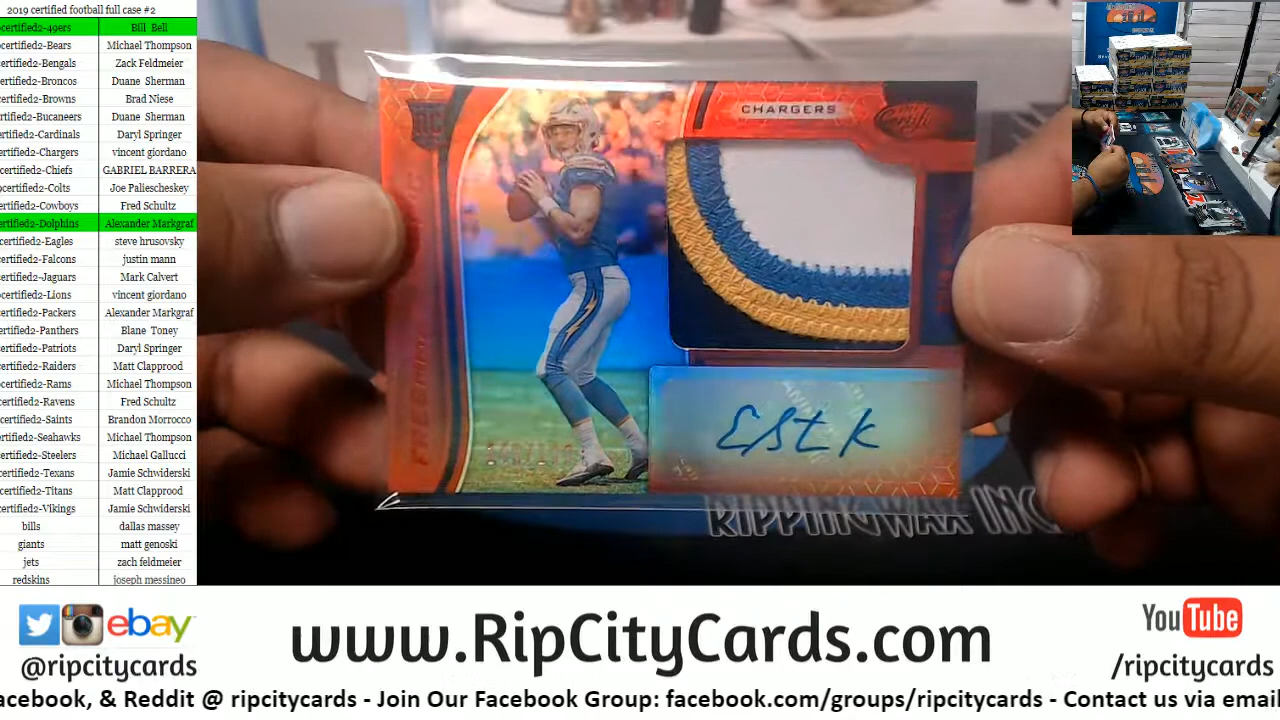 2019 certified football full case #2
certified2-49ers Bill Bell
certified2-Bears Michael Thompson
certified2-Bengals Zack Feldmeier
certified2-Broncos Duane Sherman
certified2-Browns Brad Niese
certified2-Bucaneers Duane Sherman
certified2-Cardinals Daryl Springer
certified2-Chargers vincent giordano
certified2-Chiefs GABRIEL BARRERA
certified2-Colts Joe Paliescheskey
certified2-Cowboys Fred Schultz
ertified2-Dolphins Alexander Markgraf
certified2-Eagles steve hrusovsky
certified2-Falcons justin mann
certified2-Jaguars Mark Calvert
certified2-Lions vincent giordano
certified2-Packers Alexander Markgraf
certified2-Panthers Blane Toney
certified2-Patriots Daryl Springer
certified2-Raiders Matt Clapprood
certified2-Rams Michael Thompson
certified2-Ravens Fred Schultz
certified2-Saints Brandon Morrocco
ertified2-Seahawks Michael Thompson
certified2-Steelers Michael Gallucci
certified2-Texans Jamie Schwiderski
certified2-Titans Matt Clapprood
certified2-Vikings Jamie Schwiderski
bills dallas massey
giants matt genoski
jets zach feldmeier
redskins joseph messineo
CHARGERS
RC
FRESHMAN
E St K
RIPPINGWAX INC
ebay
@ripcitycards
www.RipCityCards.com
YouTube
/ripcitycards
acebook, & Reddit @ ripcitycards - Join Our Facebook Group: facebook.com/groups/ripcitycards - Contact us via email